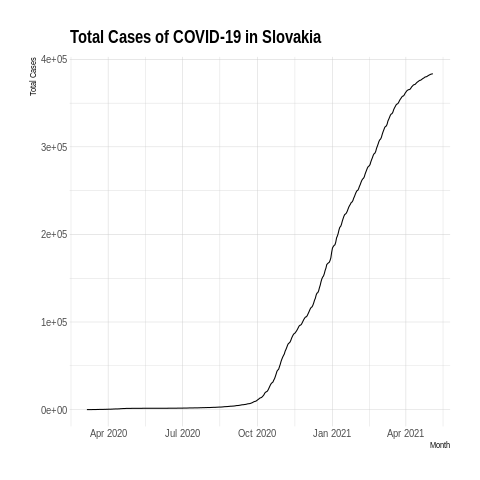 Total Cases of COVID-19 in Slovakia
Total Cases
4e+05
3e+05
2e+05
1e+05
0e+00
Apr 2020 Jul 2020 Oct 2020 Jan 2021 Apr 2021
Month